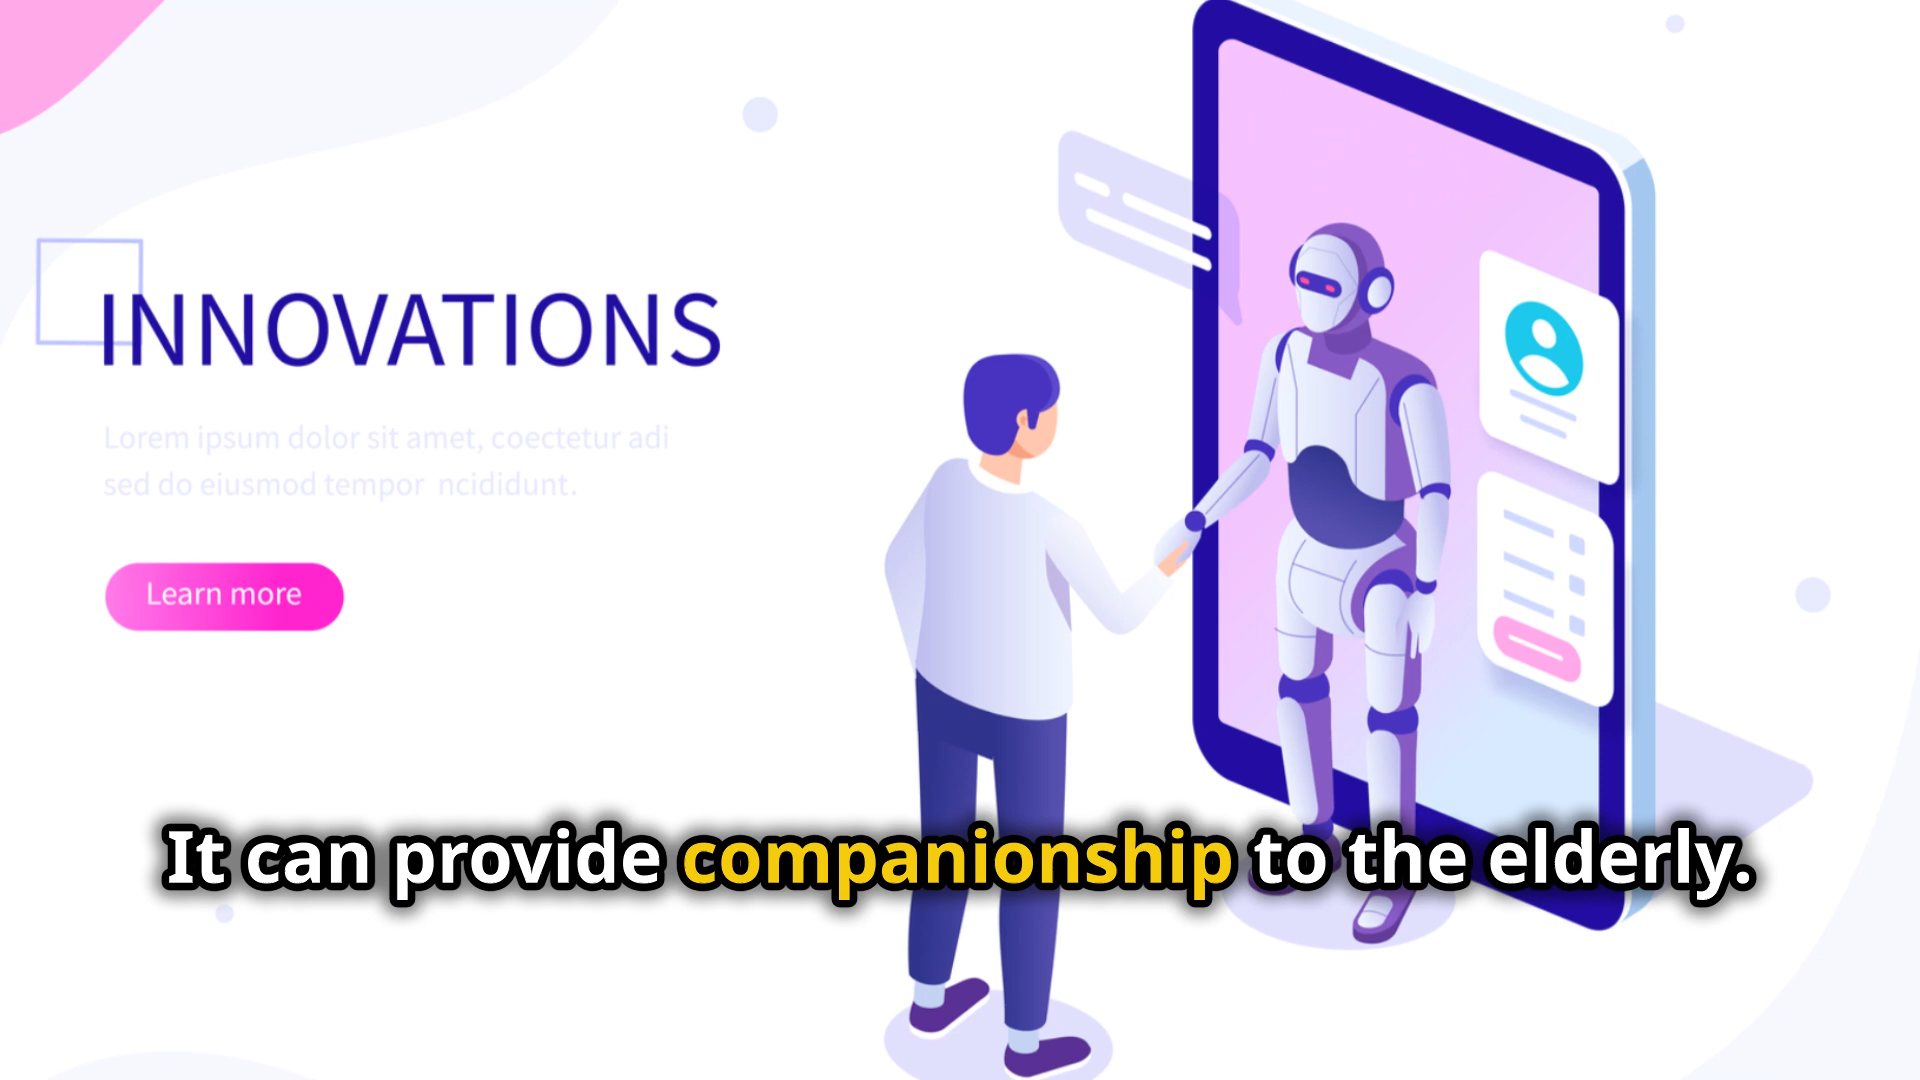 INNOVATIONS
Lorem ipsum dolor sit amet, coectetur adi
sed do eiusmod tempor ncididunt.
Learn more
It can provide companionship to the elderly.